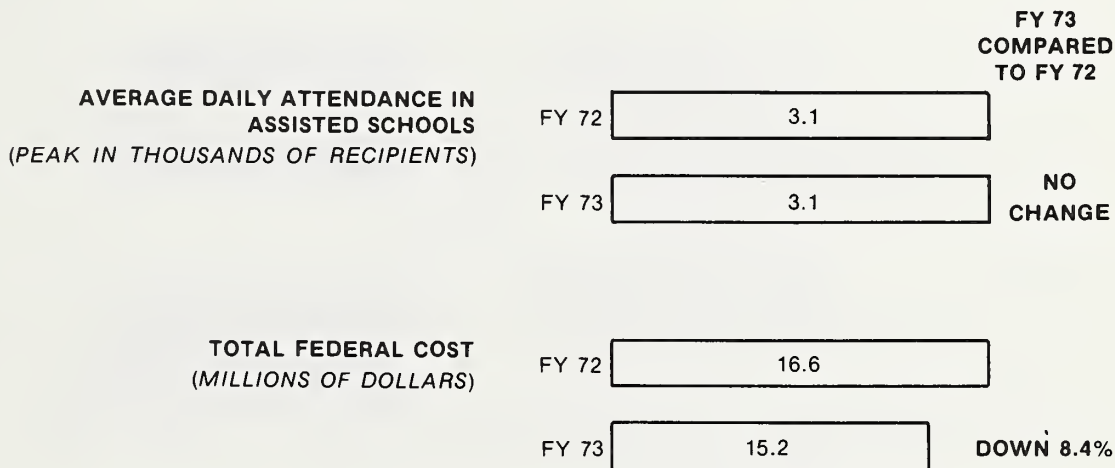 FY 73
COMPARED
TO FY 72
AVERAGE DAILY ATTENDANCE IN
ASSISTED SCHOOLS
(PEAK IN THOUSANDS OF RECIPIENTS)
FY 72 3.1
FY 73 3.1
NO
CHANGE
TOTAL FEDERAL COST
(MILLIONS OF DOLLARS)
FY 72 16.6
FY 73 15.2 DOWN 8.4%